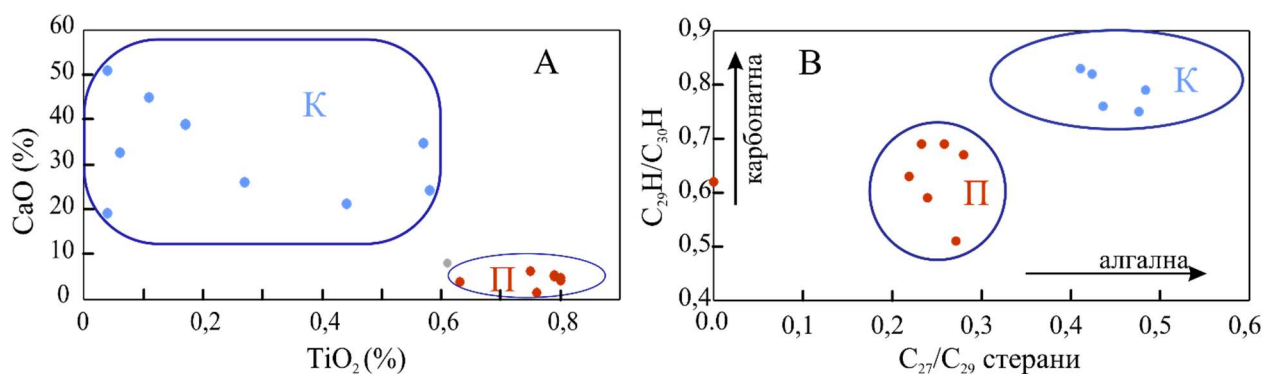 60
50
40
30
20
10
0
CaO (%)
A
К
П
0
0,2
0,4
0,6
0,8
TiO₂ (%)
0,9
0,8
0,7
0,6
0,5
0,4
C₂₉H/C₃₀H
карбонатна
B
К
П
алгална
0.0
0,1
0,2
0,3
0,4
0,5
0,6
C₂₇/C₂₉ стерани